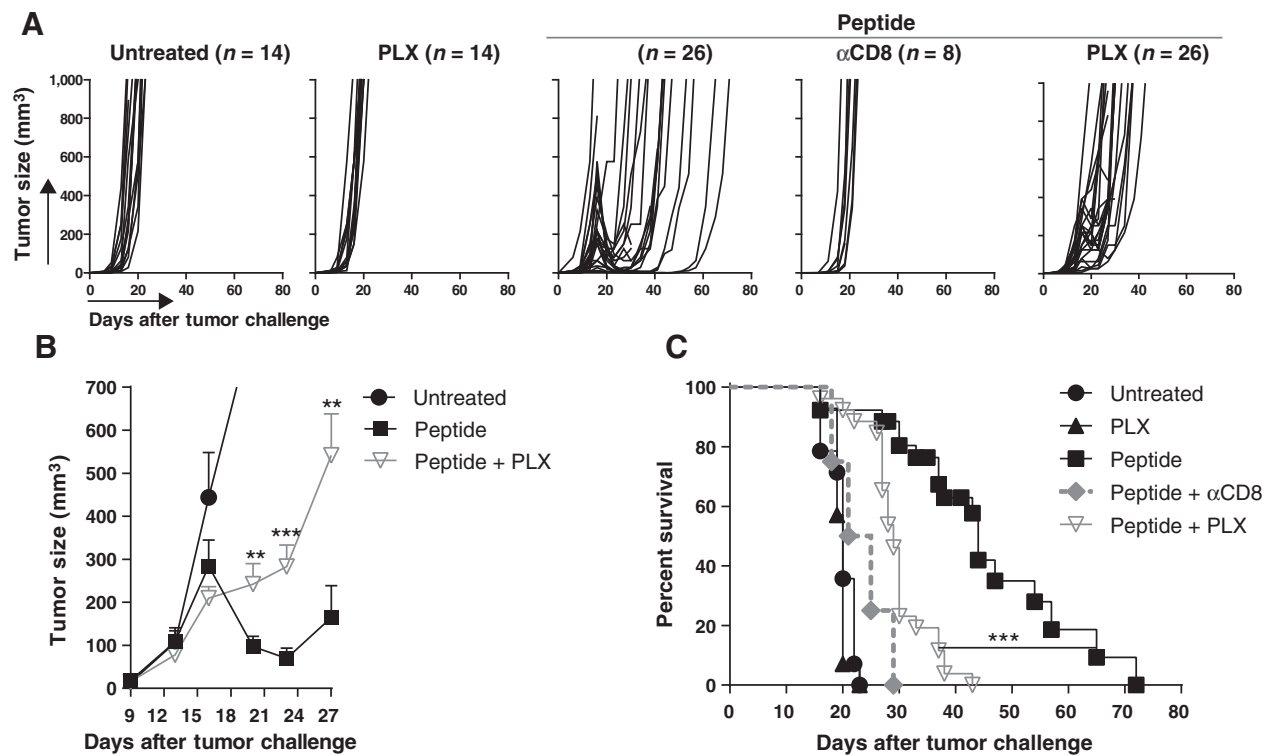 A
Peptide
Untreated (n = 14)
PLX (n = 14)
(n = 26)
αCD8 (n = 8)
PLX (n = 26)
Tumor size (mm³)
1,000
800
600
400
200
0
0 20 40 60 80
0 20 40 60 80
0 20 40 60 80
0 20 40 60 80
0 20 40 60 80
Days after tumor challenge
B
Tumor size (mm³)
700
600
500
400
300
200
100
0
**
***
**
9 12 15 18 21 24 27
Days after tumor challenge
Untreated
Peptide
Peptide + PLX
C
Percent survival
100
80
60
40
20
0
***
0 10 20 30 40 50 60 70 80
Days after tumor challenge
Untreated
PLX
Peptide
Peptide + αCD8
Peptide + PLX